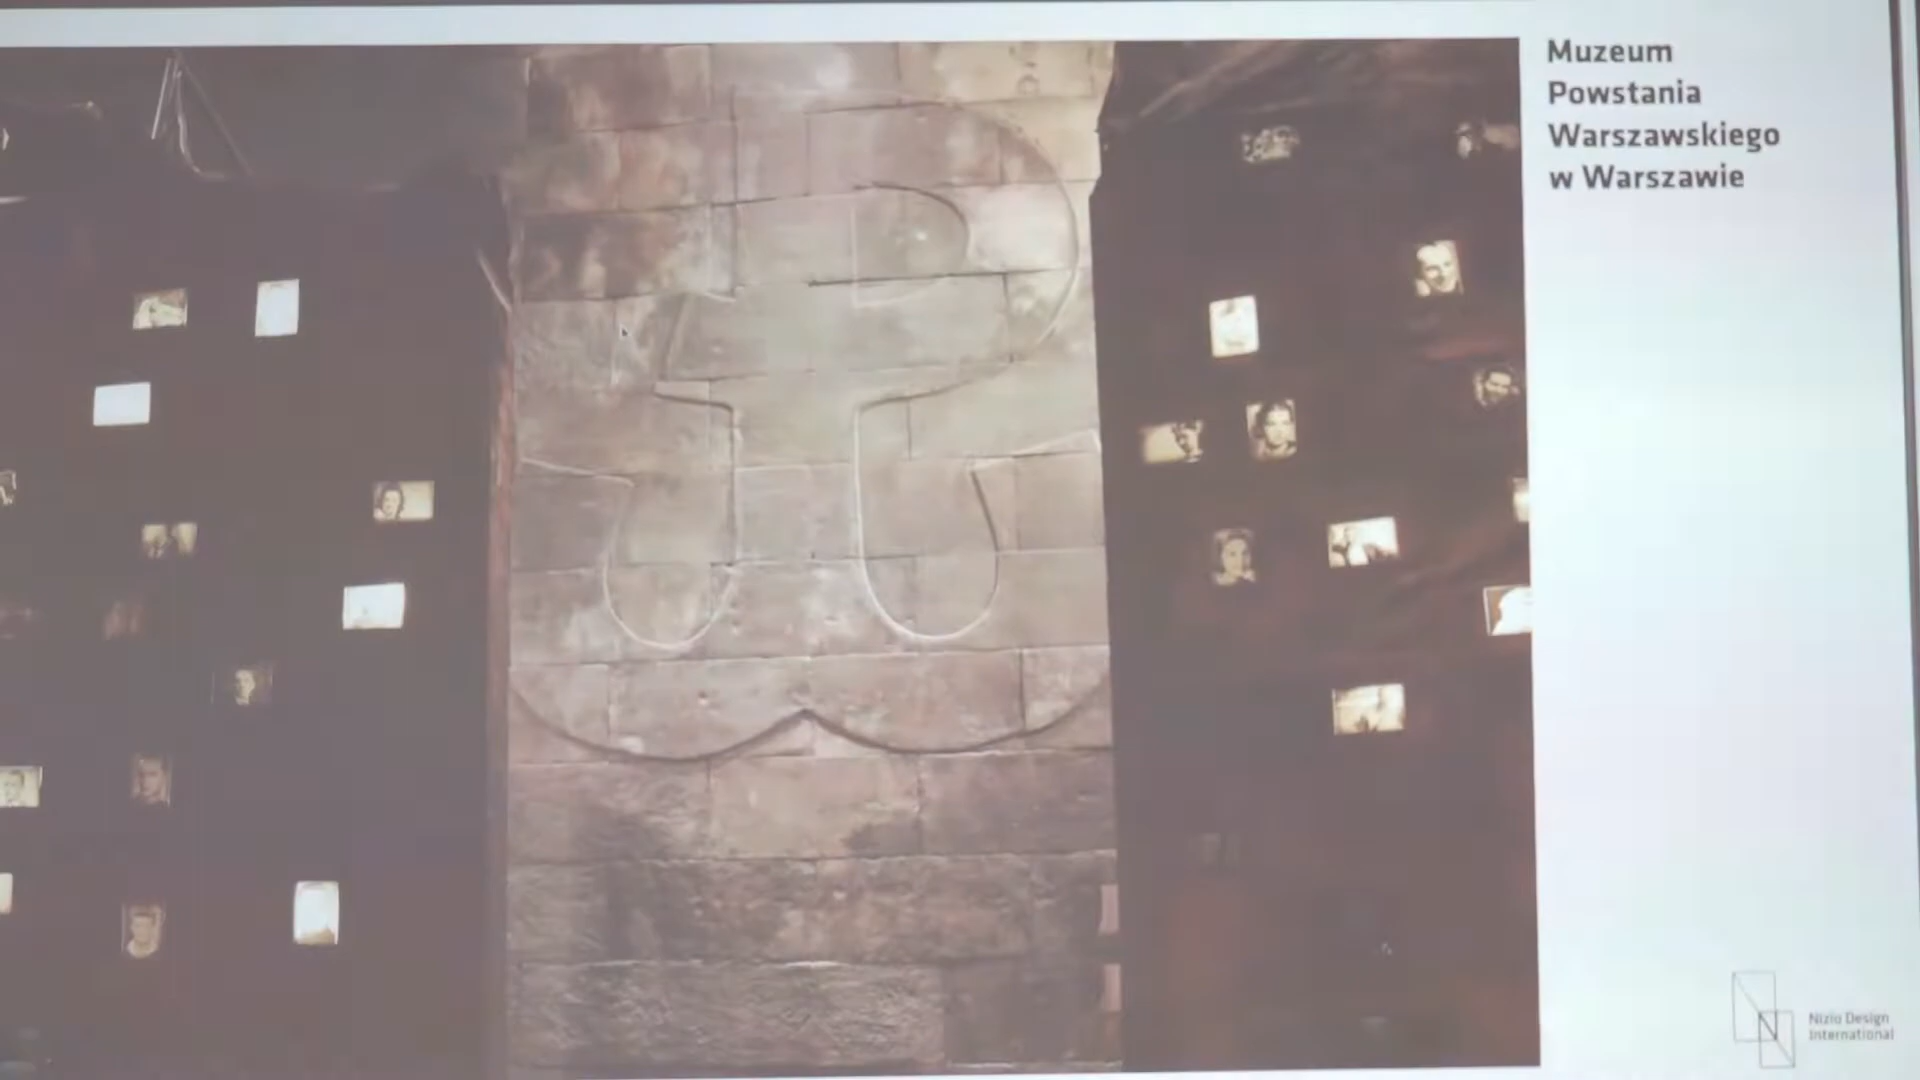 Muzeum
Powstania
Warszawskiego
w Warszawie
Nizio Design
International